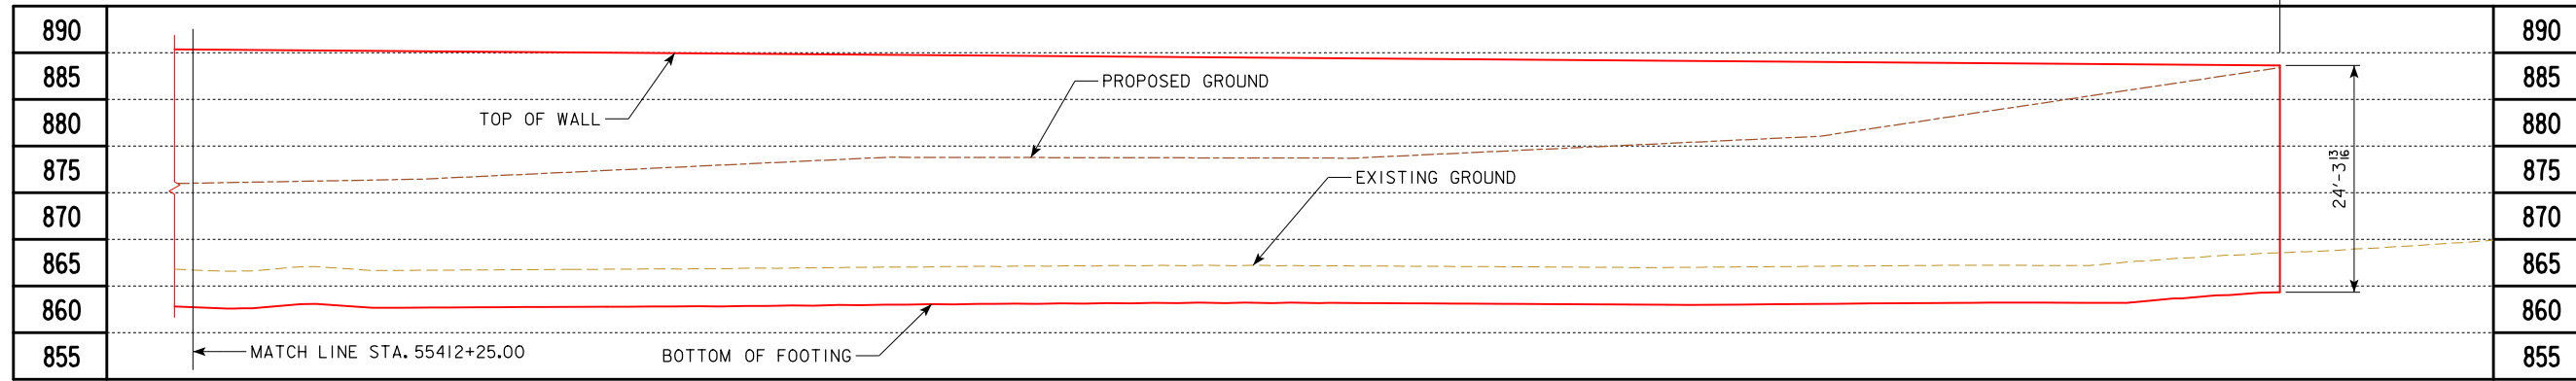 890 890
885 885
PROPOSED GROUND
TOP OF WALL
880 880
875 875
24'-3 13/16
EXISTING GROUND
870 870
865 865
860 860
MATCH LINE STA. 55412+25.00
BOTTOM OF FOOTING
855 855